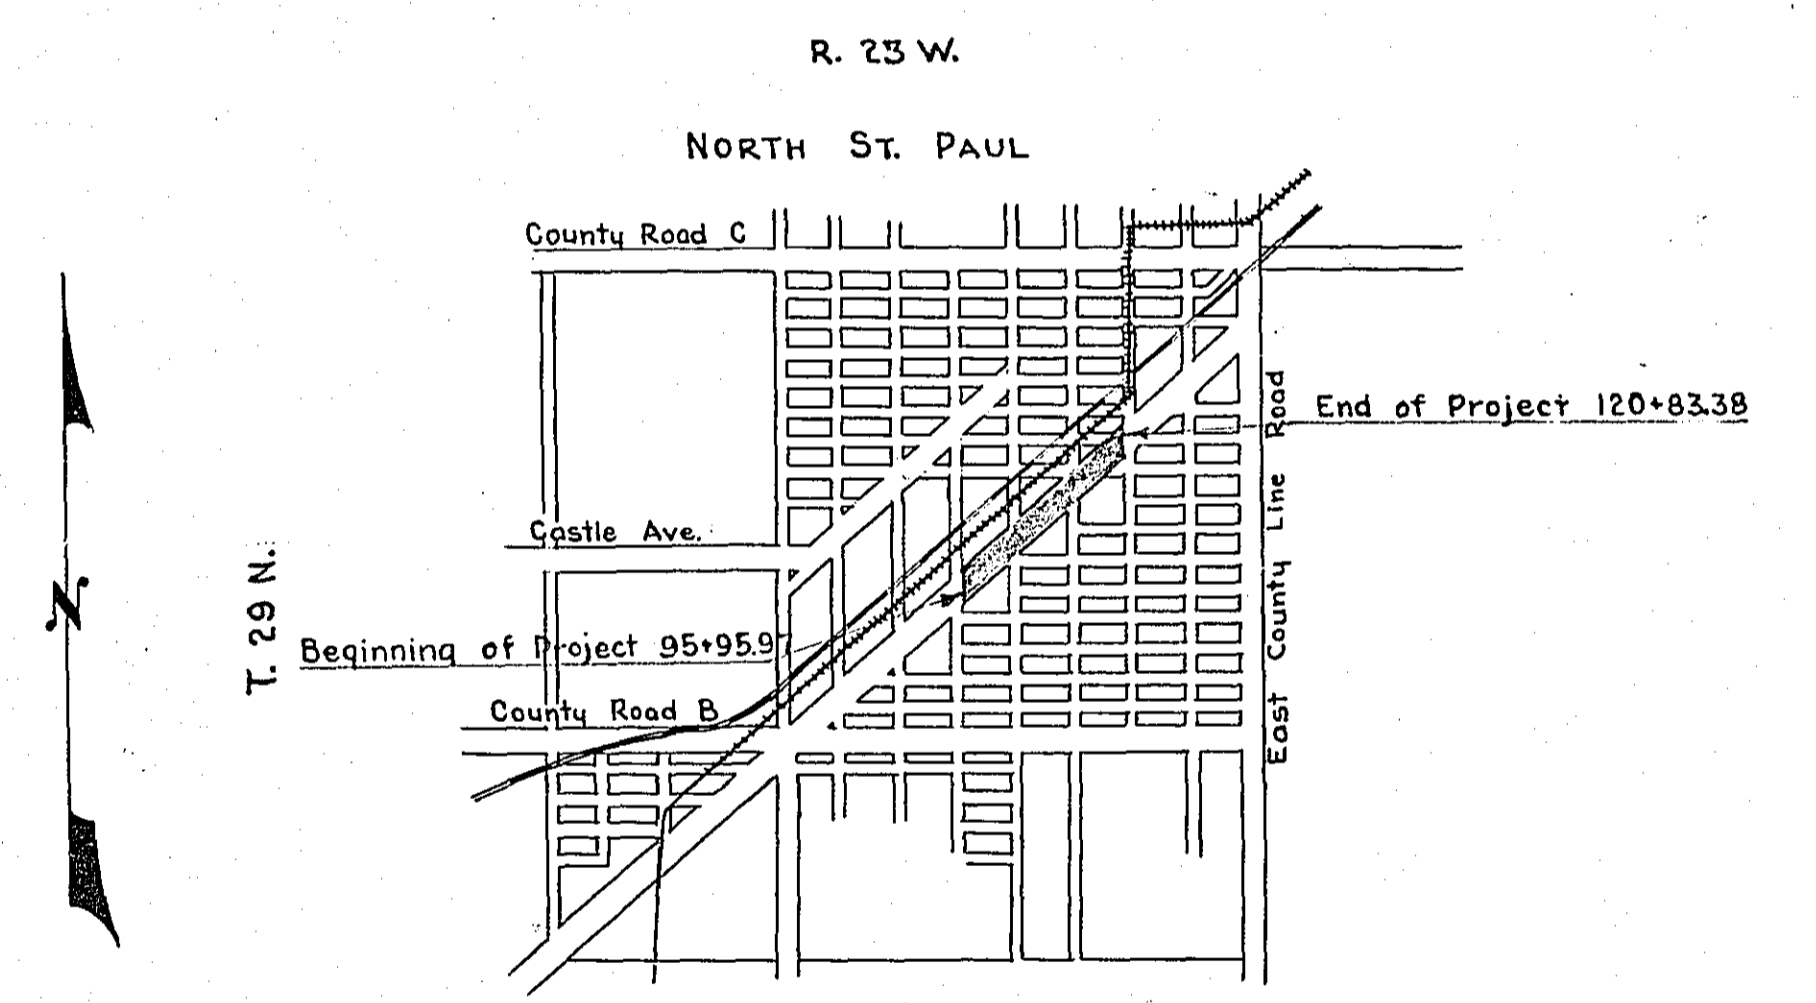 R. 23 W.
NORTH ST. PAUL
County Road C
End of Project 120+83.38
Castle Ave.
T. 29 N.
N
Beginning of Project 95+95.97
County Road B
East County Line Road